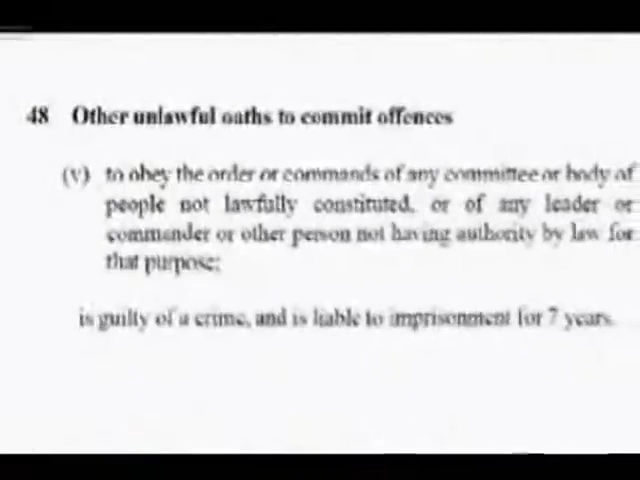 48 Other unlawful oaths to commit offences
(v) to obey the order or commands of any committee or body of
people not lawfully constituted, or of any leader or
commander or other person not having authority by law for
that purpose;
is guilty of a crime, and is liable to imprisonment for 7 years.